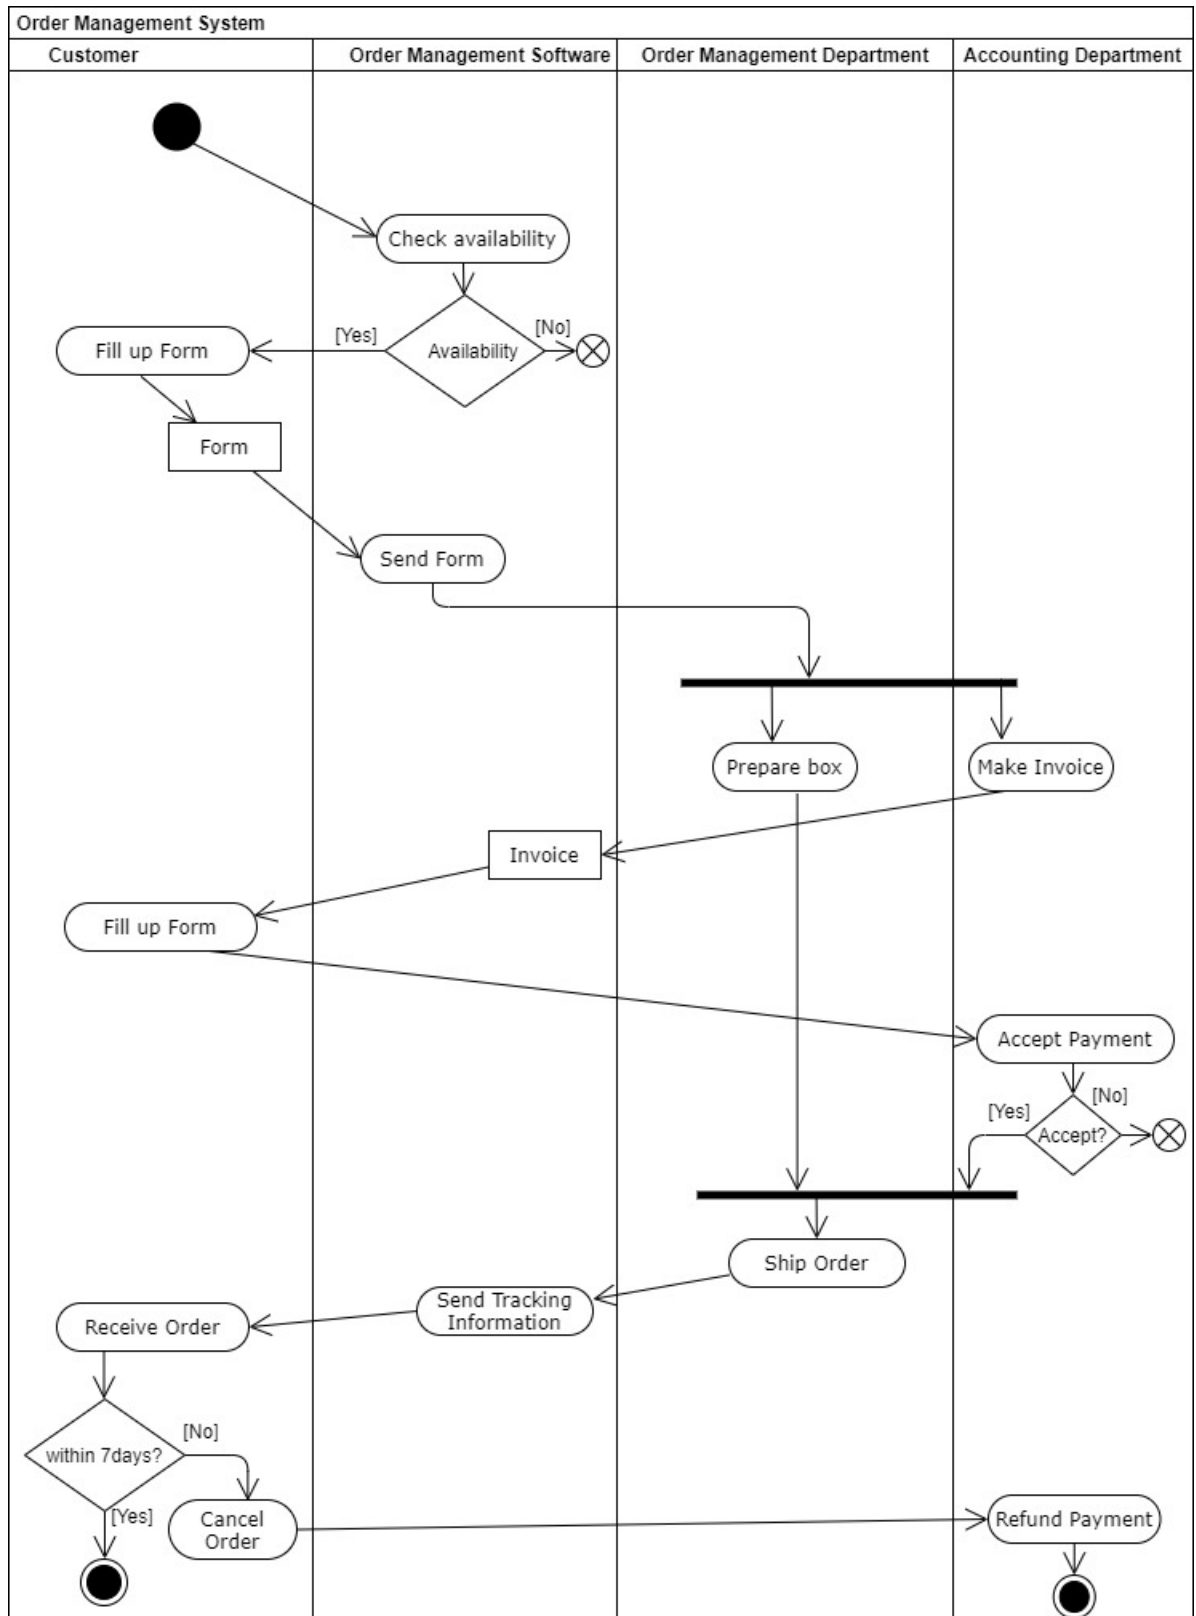 Order Management System
Customer
Order Management Software
Order Management Department
Accounting Department
Check availability
[Yes]
Availability
[No]
Fill up Form
Form
Send Form
Prepare box
Make Invoice
Invoice
Fill up Form
Accept Payment
[Yes]
[No]
Accept?
Ship Order
Send Tracking
Information
Receive Order
[No]
within 7days?
[Yes]
Cancel
Order
Refund Payment